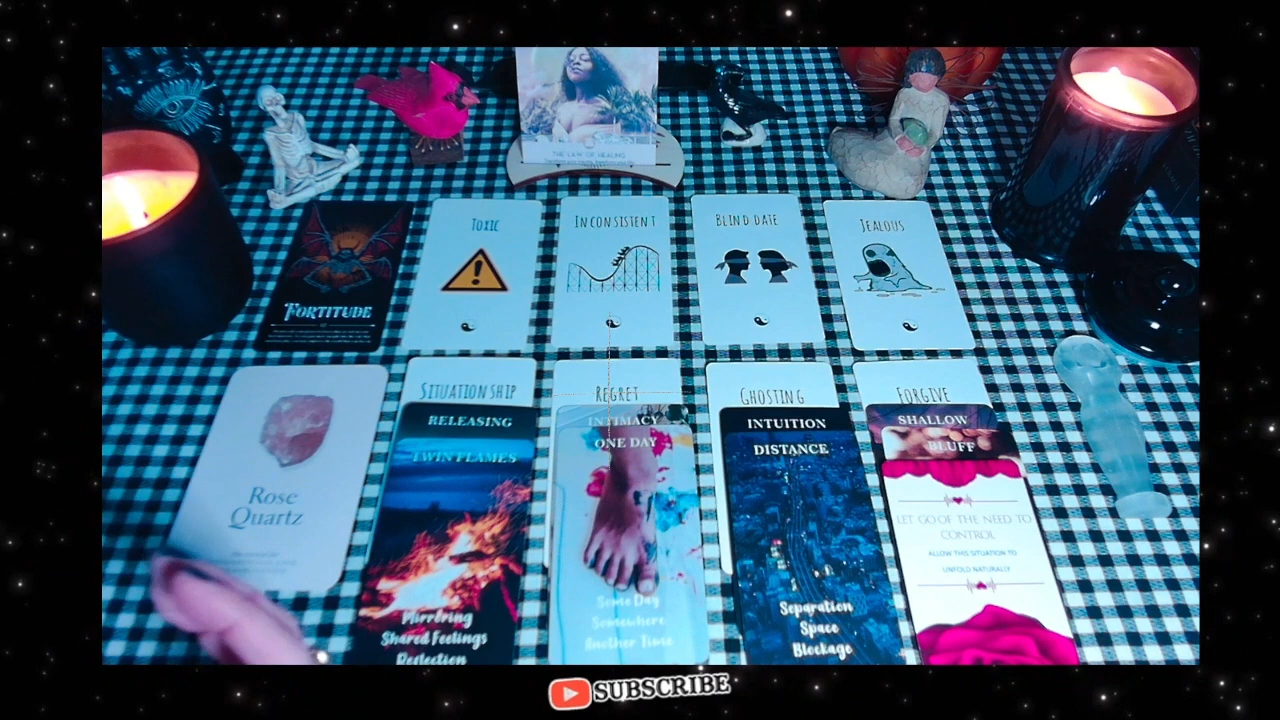 THE LAW OF HEALING
FORTITUDE
TOXIC
INCONSISTENT
BLIND DATE
JEALOUS
Rose
Quartz
SITUATIONSHIP
RELEASING
TWIN FLAMES
Mirroring
Shared Feelings
Reflection
REGRET
INTIMACY
ONE DAY
Some Day
Somewhere
Another Time
GHOSTING
INTUITION
DISTANCE
Separation
Space
Blockage
FORGIVE
SHALLOW
BLUFF
LET GO OF THE NEED TO
CONTROL
ALLOW THIS SITUATION TO
UNFOLD NATURALLY
SUBSCRIBE